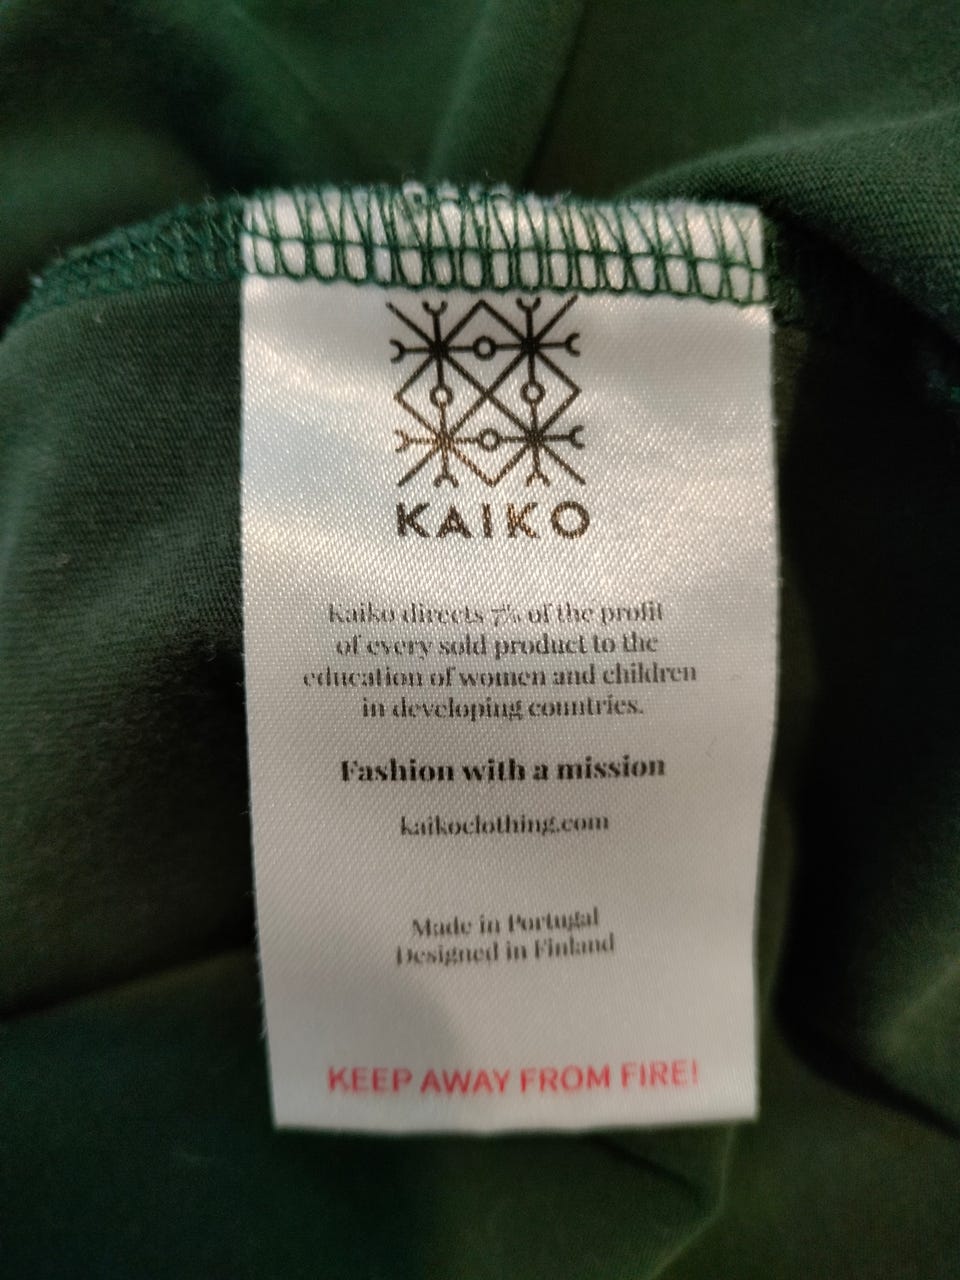 KAIKO
Kaiko directs 7% of the profit
of every sold product to the
education of women and children
in developing countries.
Fashion with a mission
kaikoclothing.com
Made in Portugal
Designed in Finland
KEEP AWAY FROM FIRE!